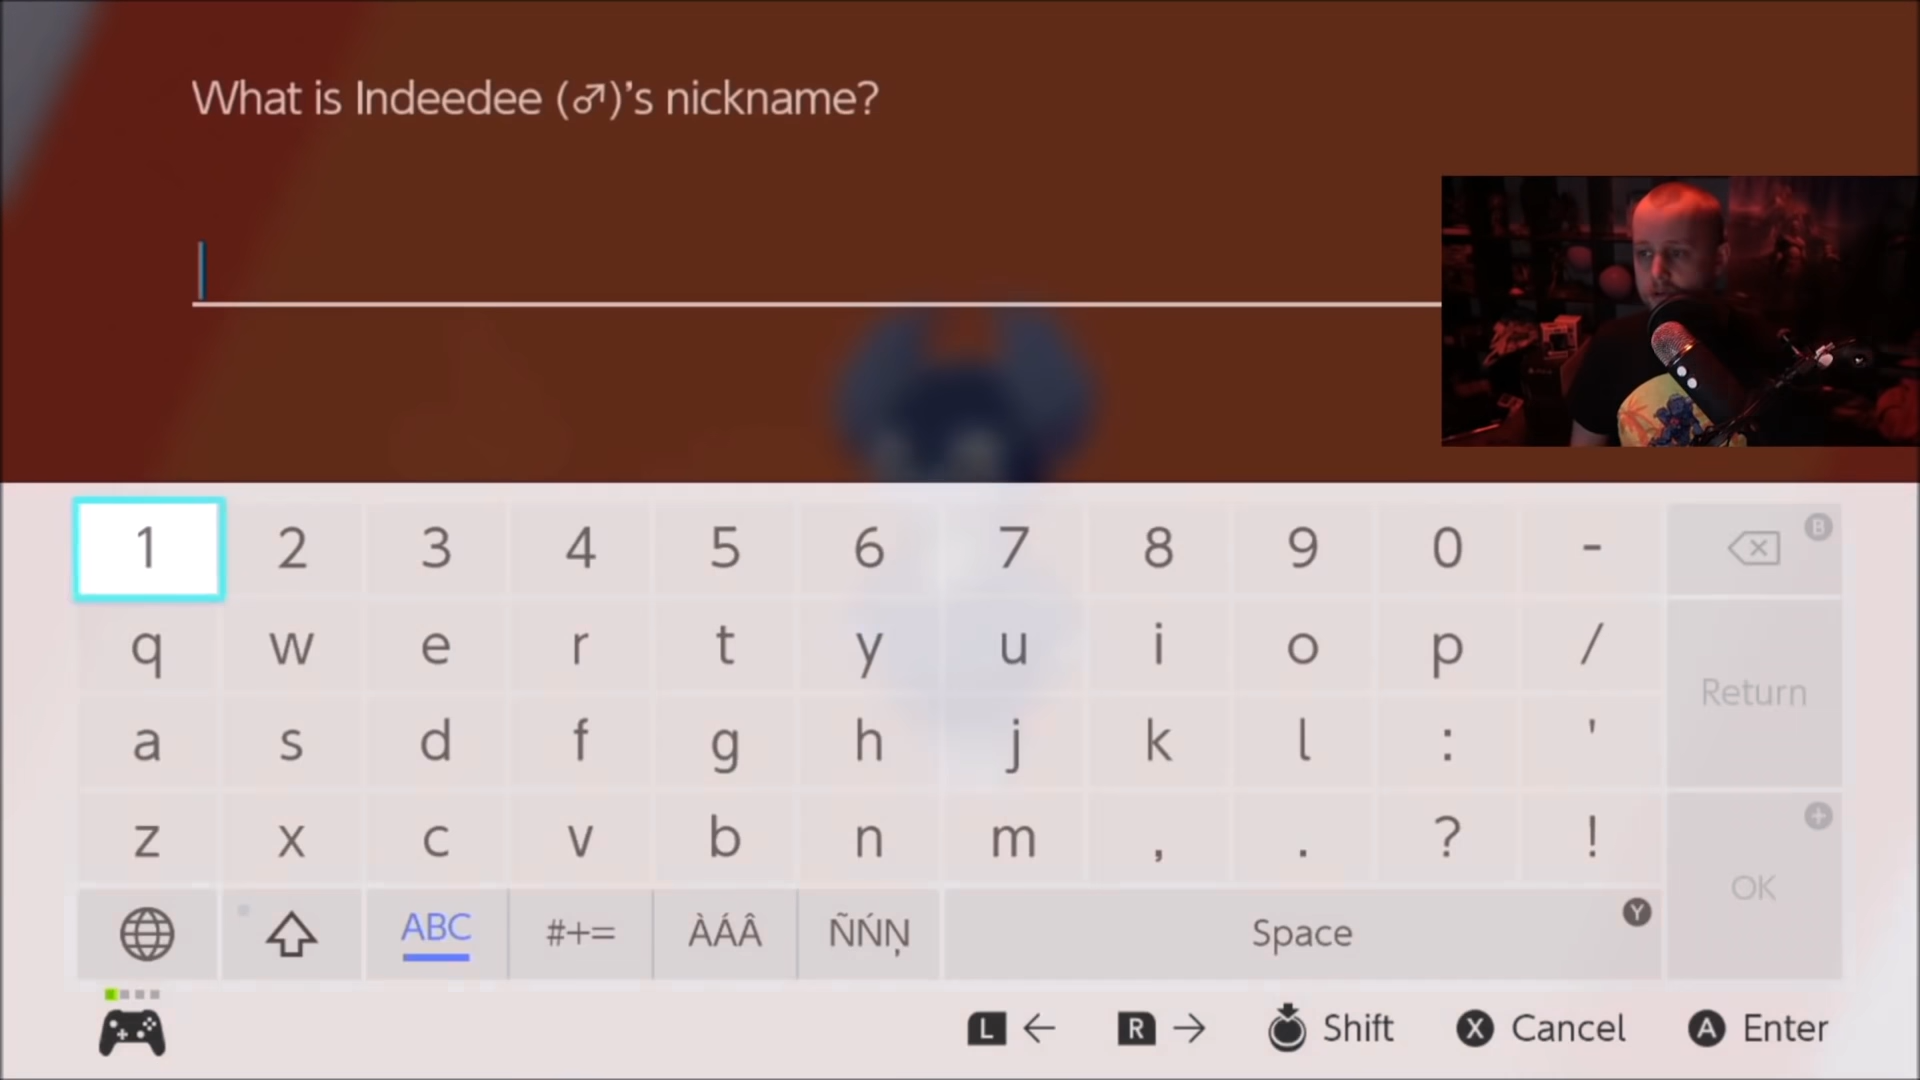 What is Indeedee (♂)'s nickname?
1 2 3 4 5 6 7 8 9 0 - B
q w e r t y u i o p / Return
a s d f g h j k l : '
z x c v b n m , . ? ! + OK
ABC #+= ÀÁÂ ÑŃŅ Space Y
L ← R → Shift X Cancel A Enter